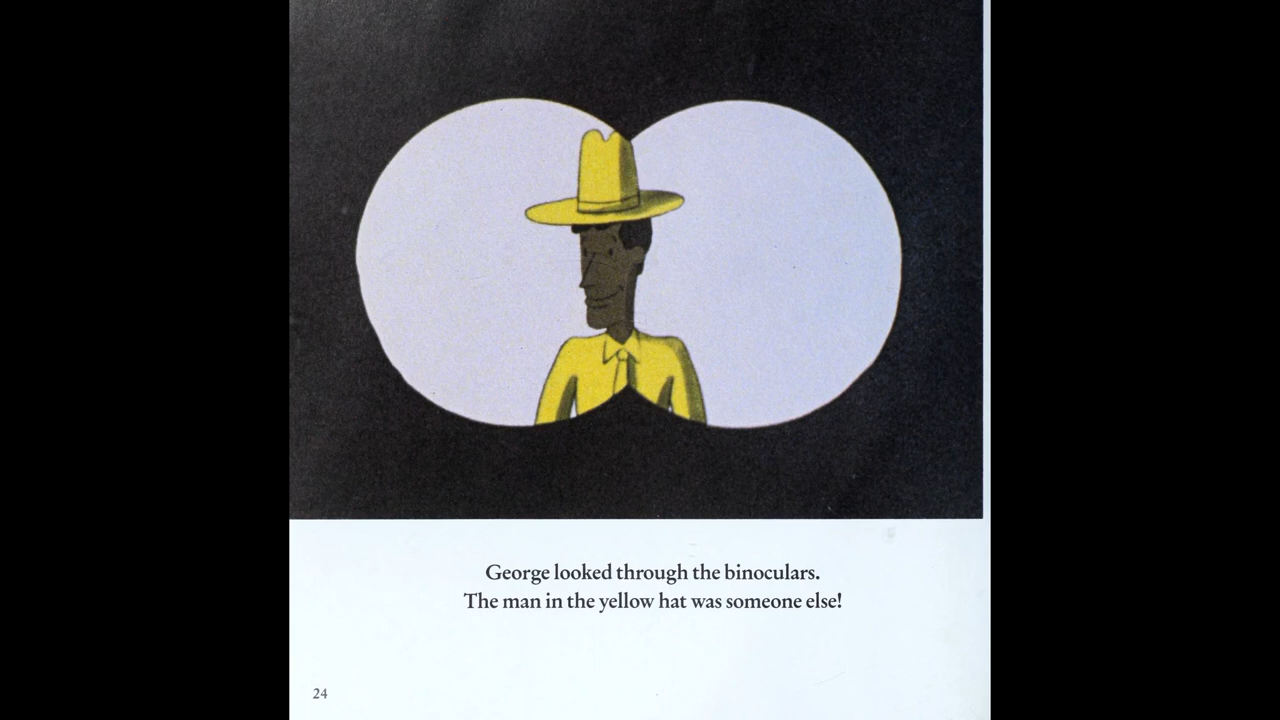 George looked through the binoculars.
The man in the yellow hat was someone else!
24